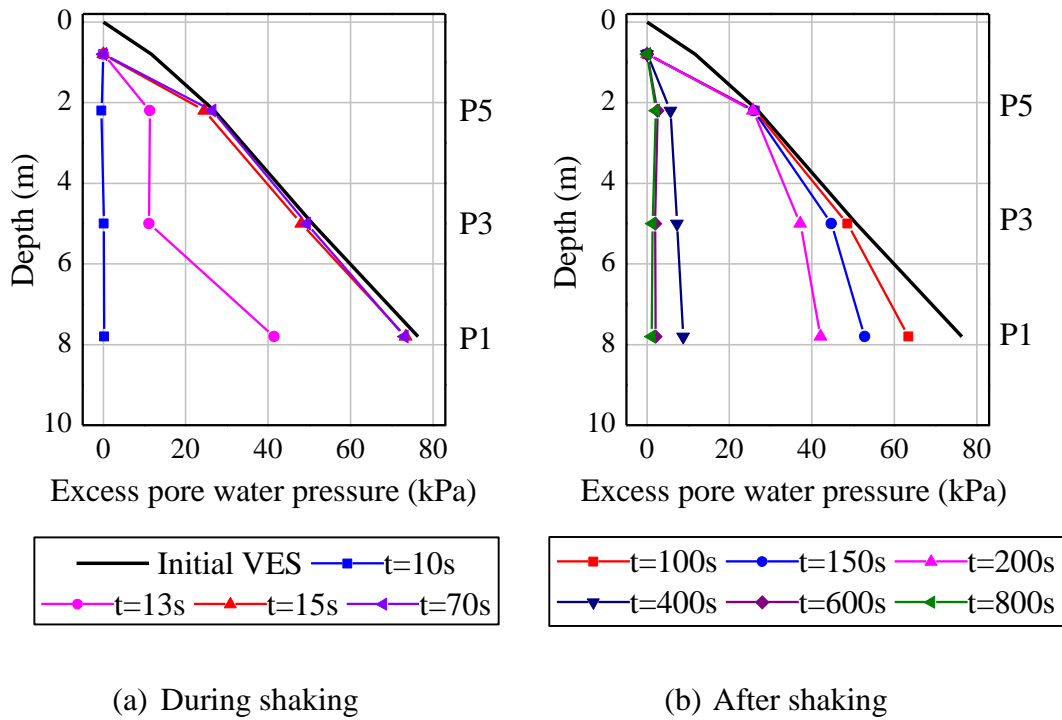 0
2
4
6
8
10
Depth (m)
P5
P3
P1
0 20 40 60 80
Excess pore water pressure (kPa)
Initial VES t=10s
t=13s t=15s t=70s
(a) During shaking
0
2
4
6
8
10
Depth (m)
P5
P3
P1
0 20 40 60 80
Excess pore water pressure (kPa)
t=100s t=150s t=200s
t=400s t=600s t=800s
(b) After shaking